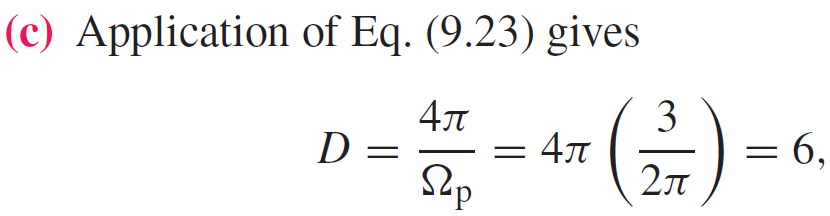 (c) Application of Eq. (9.23) gives
D = 4π/Ωp = 4π (3/2π) = 6,